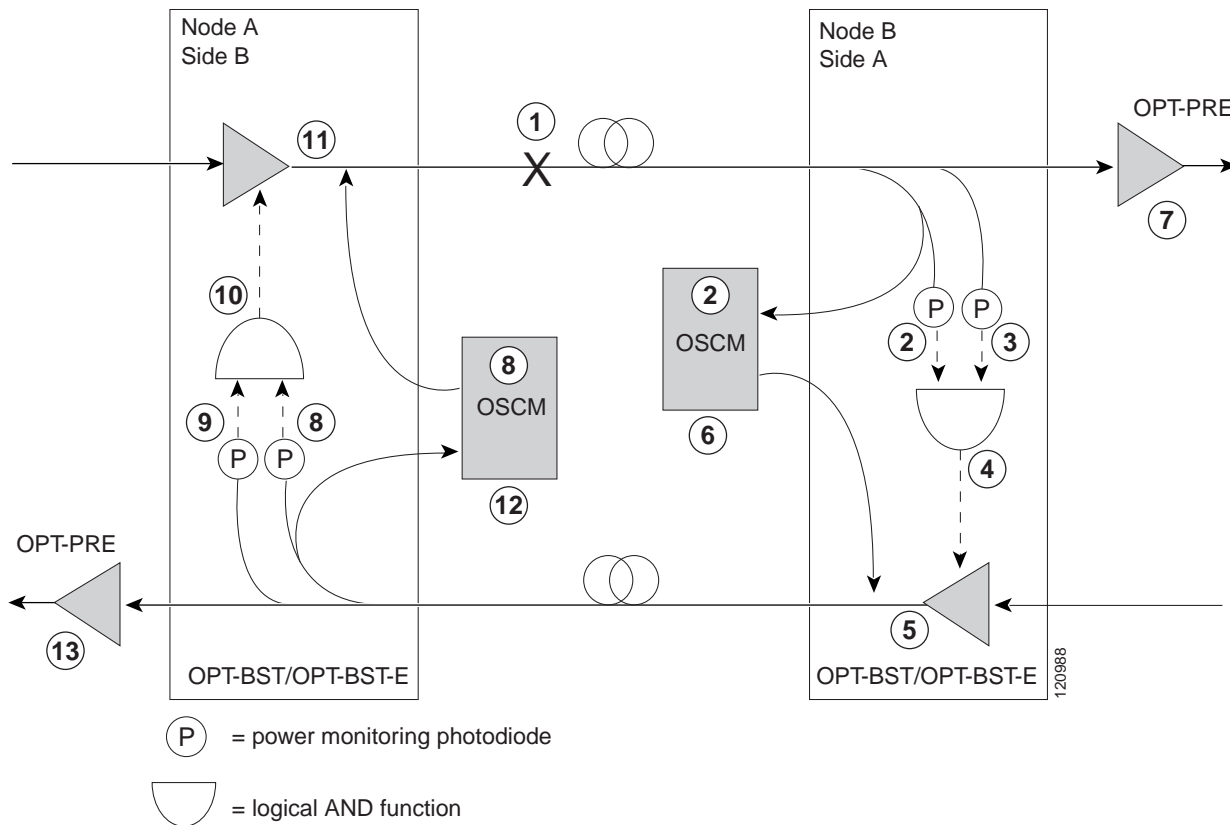 Node A
Side B
Node B
Side A
OPT-PRE
1
11
7
10
2
OSCM
P
P
2
3
8
OSCM
9
8
6
4
P
P
12
OPT-PRE
13
5
OPT-BST/OPT-BST-E
OPT-BST/OPT-BST-E
120988
P = power monitoring photodiode
= logical AND function